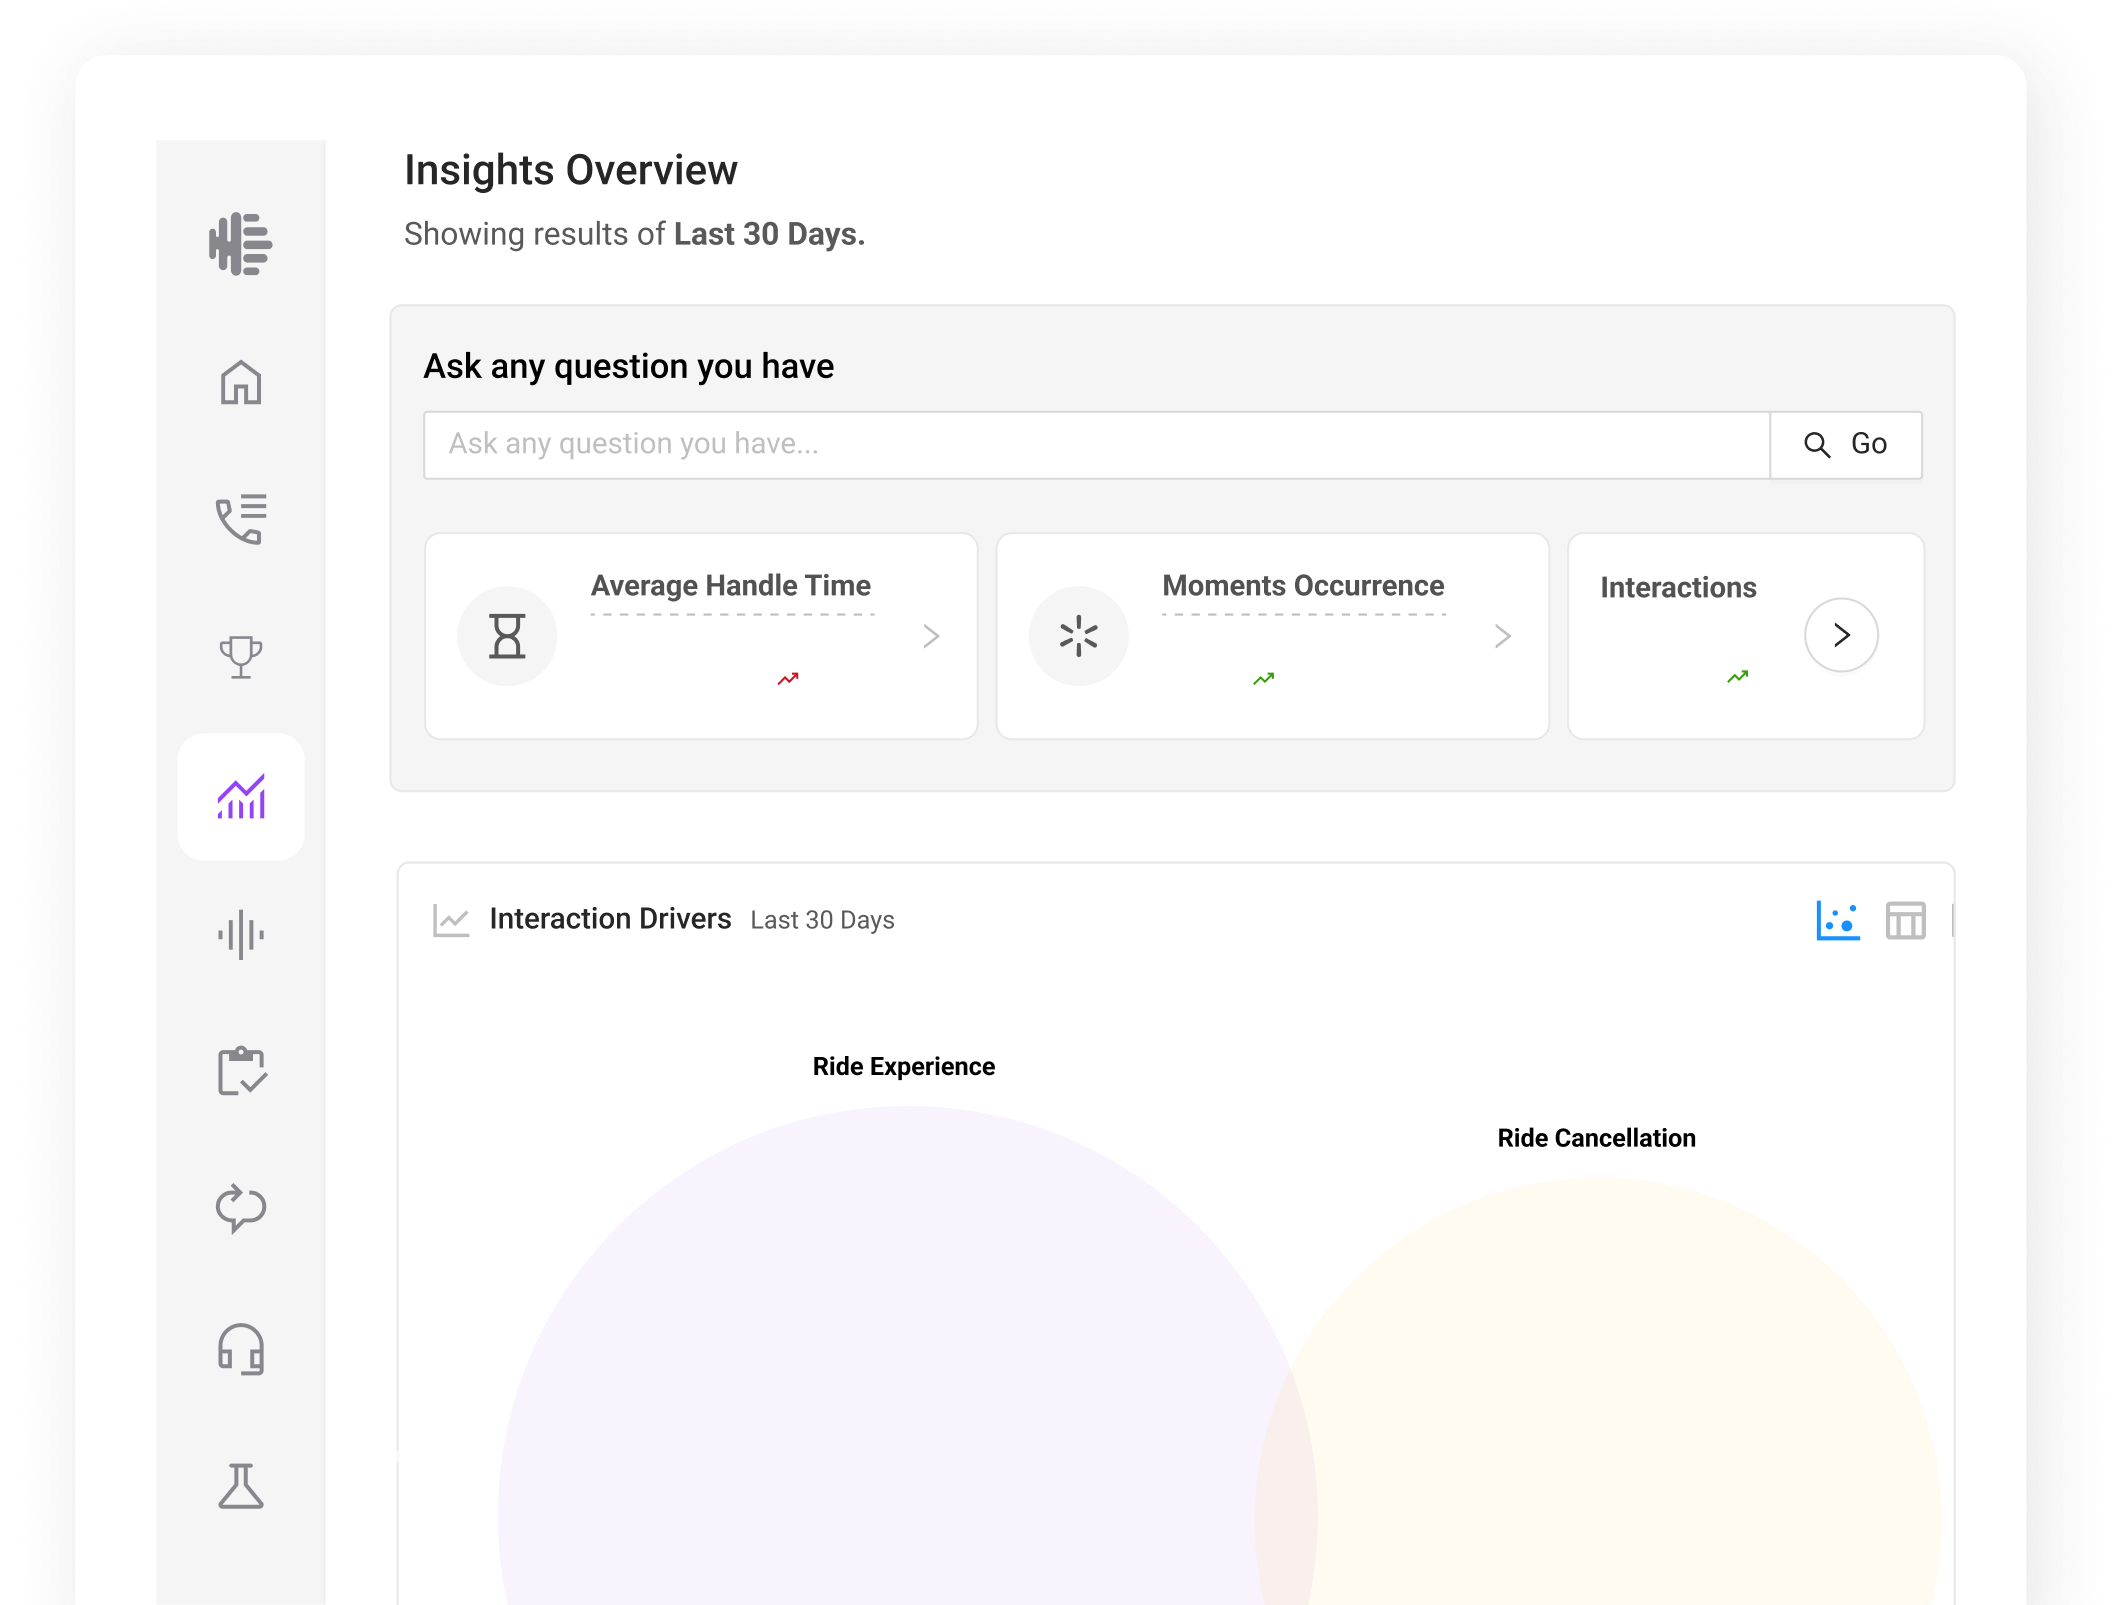 Insights Overview
Showing results of Last 30 Days.
Ask any question you have
Ask any question you have...
Go
Average Handle Time
Moments Occurrence
Interactions
Interaction Drivers Last 30 Days
Ride Experience
Ride Cancellation